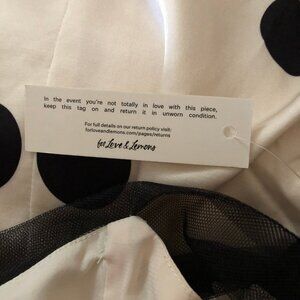 In the event you're not totally in love with this piece,
keep this tag on and return it in unworn condition.
For full details on our return policy visit:
forloveandlemons.com/pages/returns
for Love & Lemons